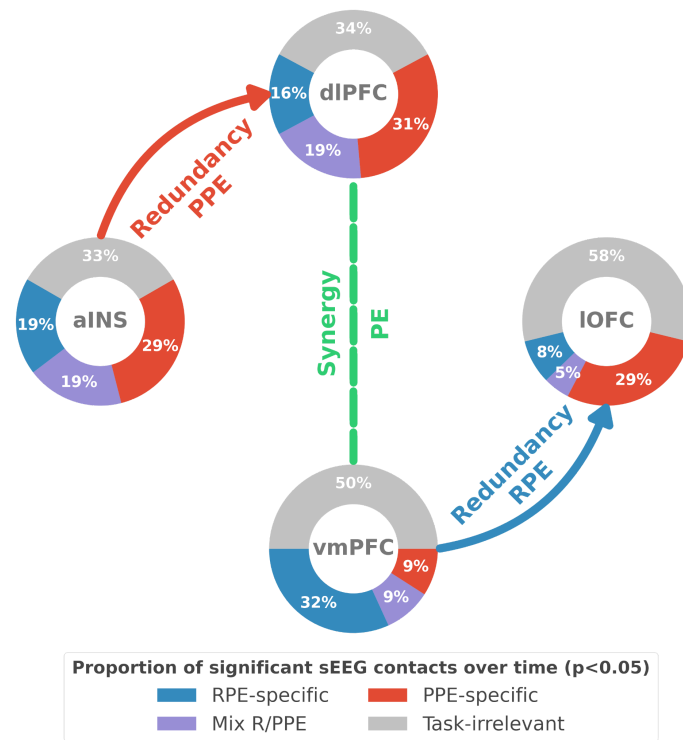 34%
16%
dlPFC
31%
19%
Redundancy
PPE
33%
19%
aINS
29%
19%
Synergy
PE
58%
lOFC
8%
5%
29%
Redundancy
RPE
50%
vmPFC
9%
32%
9%
Proportion of significant sEEG contacts over time (p<0.05)
RPE-specific
PPE-specific
Mix R/PPE
Task-irrelevant